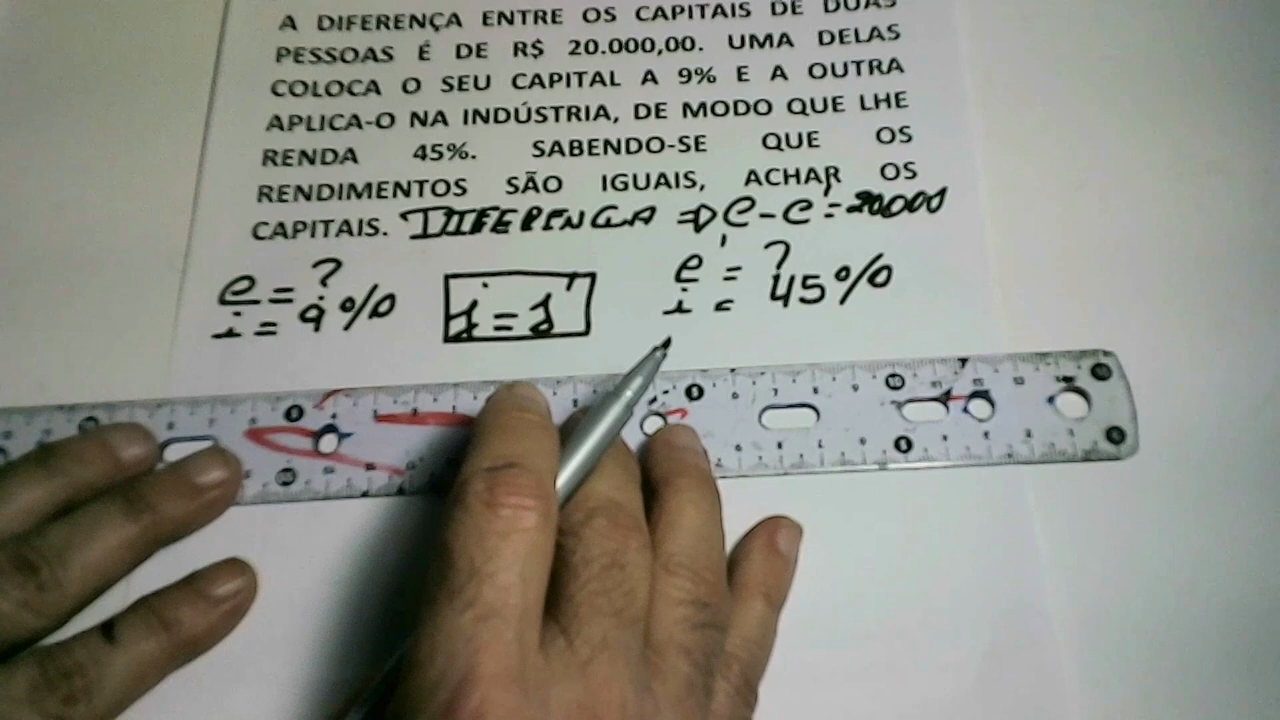 A DIFERENÇA ENTRE OS CAPITAIS DE DUAS
PESSOAS É DE R$ 20.000,00. UMA DELAS
COLOCA O SEU CAPITAL A 9% E A OUTRA
APLICA-O NA INDÚSTRIA, DE MODO QUE LHE
RENDA 45%. SABENDO-SE QUE OS
RENDIMENTOS SÃO IGUAIS, ACHAR OS
CAPITAIS. DIFERENÇA => C - C' = 20000
C = ? j = j' C' = ?
i = 9% i = 45%